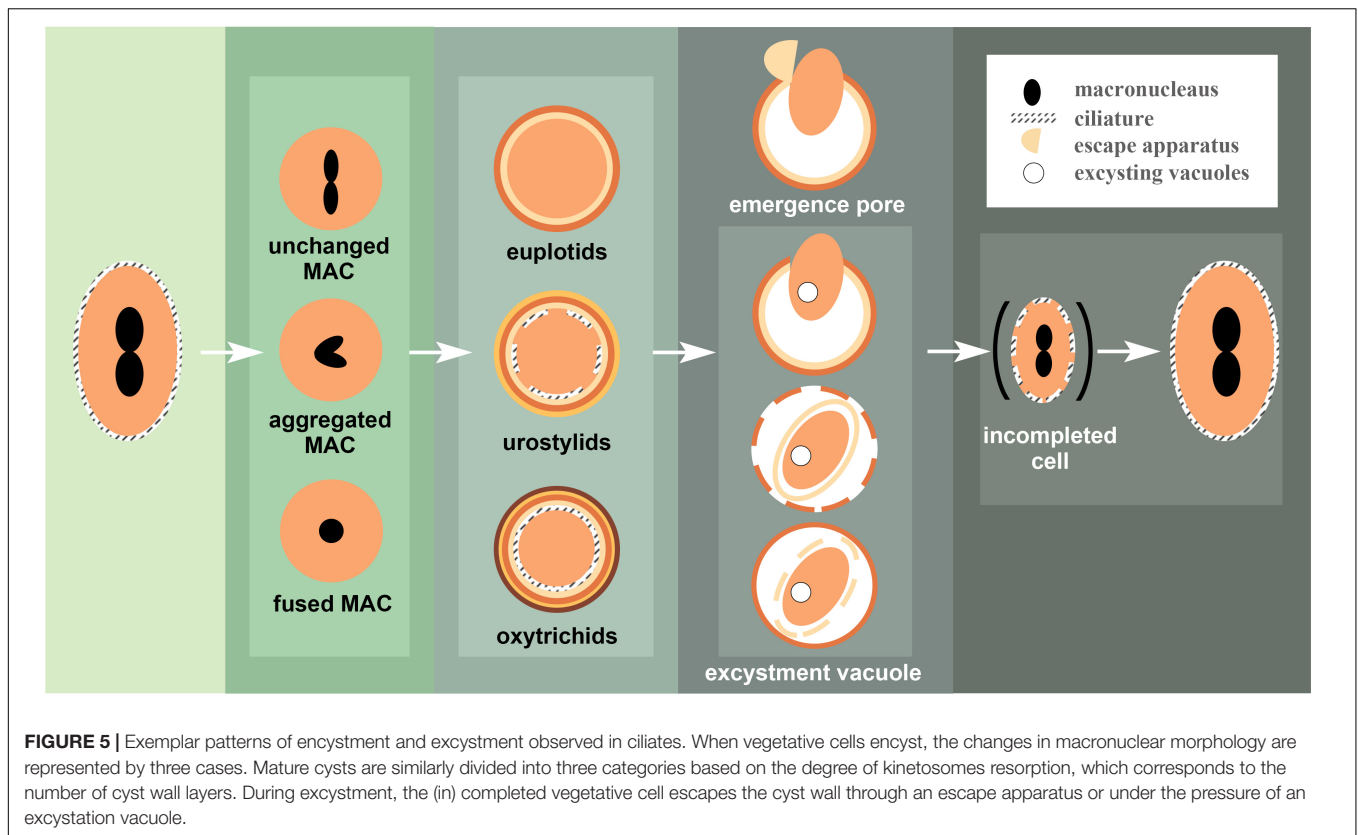 unchanged
MAC
aggregated
MAC
fused MAC
euplotids
urostylids
oxytrichids
emergence pore
excystment vacuole
macronucleaus
ciliature
escape apparatus
excysting vacuoles
incompleted
cell
FIGURE 5 | Exemplar patterns of encystment and excystment observed in ciliates. When vegetative cells encyst, the changes in macronuclear morphology are
represented by three cases. Mature cysts are similarly divided into three categories based on the degree of kinetosomes resorption, which corresponds to the
number of cyst wall layers. During excystment, the (in) completed vegetative cell escapes the cyst wall through an escape apparatus or under the pressure of an
excystation vacuole.